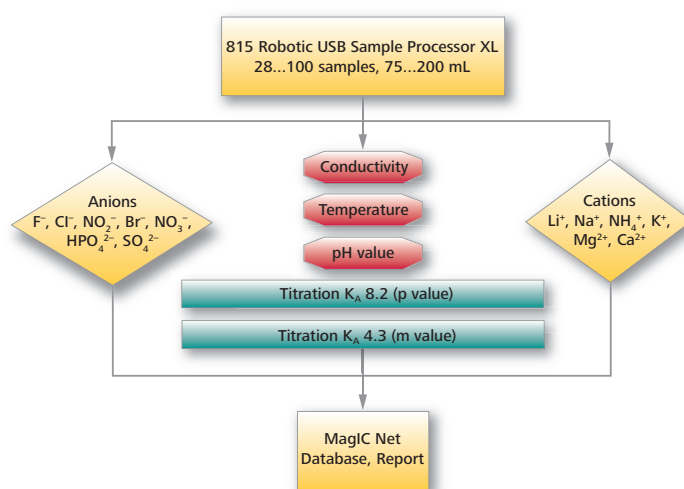 815 Robotic USB Sample Processor XL
28...100 samples, 75...200 mL
Anions
F⁻, Cl⁻, NO₂⁻, Br⁻, NO₃⁻,
HPO₄²⁻, SO₄²⁻
Conductivity
Temperature
pH value
Cations
Li⁺, Na⁺, NH₄⁺, K⁺,
Mg²⁺, Ca²⁺
Titration K_A 8.2 (p value)
Titration K_A 4.3 (m value)
MagIC Net
Database, Report